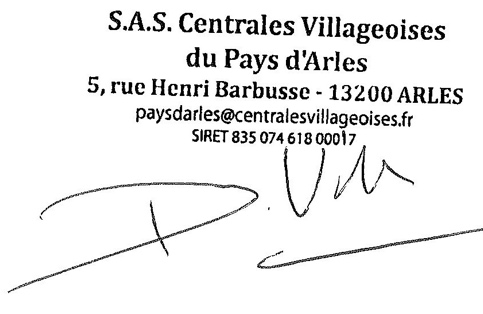 S.A.S. Centrales Villageoises
du Pays d'Arles
5, rue Henri Barbusse - 13200 ARLES
paysdarles@centralesvillageoises.fr
SIRET 835 074 618 00017